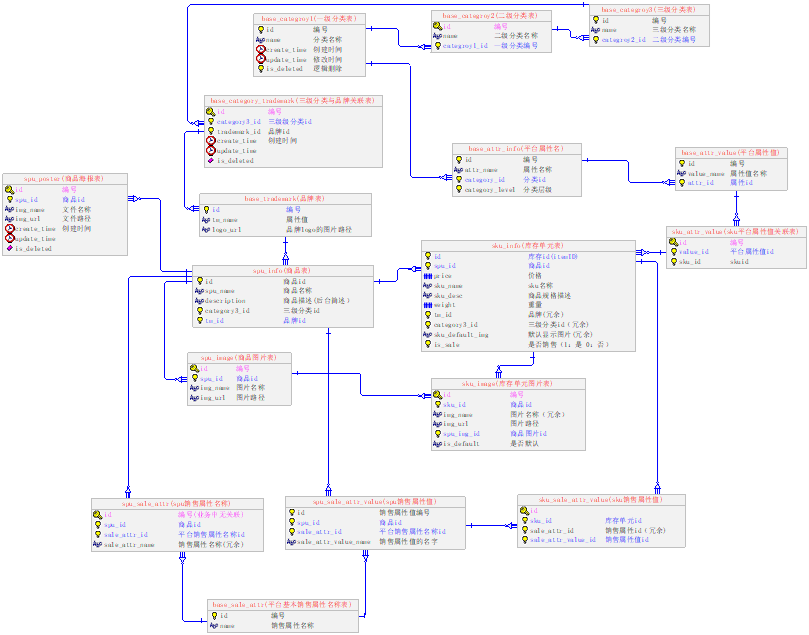 base_categroy1(一级分类表)
id 编号
name 分类名称
create_time 创建时间
update_time 修改时间
is_deleted 逻辑删除
base_categroy2(二级分类表)
id 编号
name 二级分类名称
categroy1_id 一级分类编号
base_categroy3(三级分类表)
id 编号
name 三级分类名称
categroy2_id 二级分类编号
base_category_trademark(三级分类与品牌关联表)
id 编号
category3_id 三级级分类id
trademark_id 品牌id
create_time 创建时间
update_time
is_deleted
base_attr_info(平台属性名)
id 编号
attr_name 属性名称
category_id 分类id
category_level 分类层级
base_attr_value(平台属性值)
id 编号
value_name 属性值名称
attr_id 属性id
spu_poster(商品海报表)
id 编号
spu_id 商品id
img_name 文件名称
img_url 文件路径
create_time 创建时间
update_time
is_deleted
base_trademark(品牌表)
id 编号
tm_name 属性值
logo_url 品牌logo的图片路径
sku_attr_value(sku平台属性值关联表)
id 编号
value_id 平台属性值id
sku_id skuid
sku_info(库存单元表)
id 库存id(itemID)
spu_id 商品id
price 价格
sku_name sku名称
sku_desc 商品规格描述
weight 重量
tm_id 品牌(冗余)
category3_id 三级分类id（冗余)
sku_default_img 默认显示图片(冗余)
is_sale 是否销售（1：是 0：否）
spu_info(商品表)
id 商品id
spu_name 商品名称
description 商品描述(后台简述）
category3_id 三级分类id
tm_id 品牌id
spu_image(商品图片表)
id 编号
spu_id 商品id
img_name 图片名称
img_url 图片路径
sku_image(库存单元图片表)
id 编号
sku_id 商品id
img_name 图片名称（冗余）
img_url 图片路径
spu_img_id 商品图片id
is_default 是否默认
spu_sale_attr(spu销售属性名称)
id 编号(业务中无关联)
spu_id 商品id
sale_attr_id 平台销售属性名id
sale_attr_name 销售属性名称(冗余)
spu_sale_attr_value(spu销售属性值)
id 销售属性值编号
spu_id 商品id
sale_attr_id 平台销售属性名称id
sale_attr_value_name 销售属性值的名字
sku_sale_attr_value(sku销售属性值)
id
sku_id 库存单元id
sale_attr_id 销售属性id（冗余)
sale_attr_value_id 销售属性值id
base_sale_attr(平台基本销售属性名称表)
id 编号
name 销售属性名称